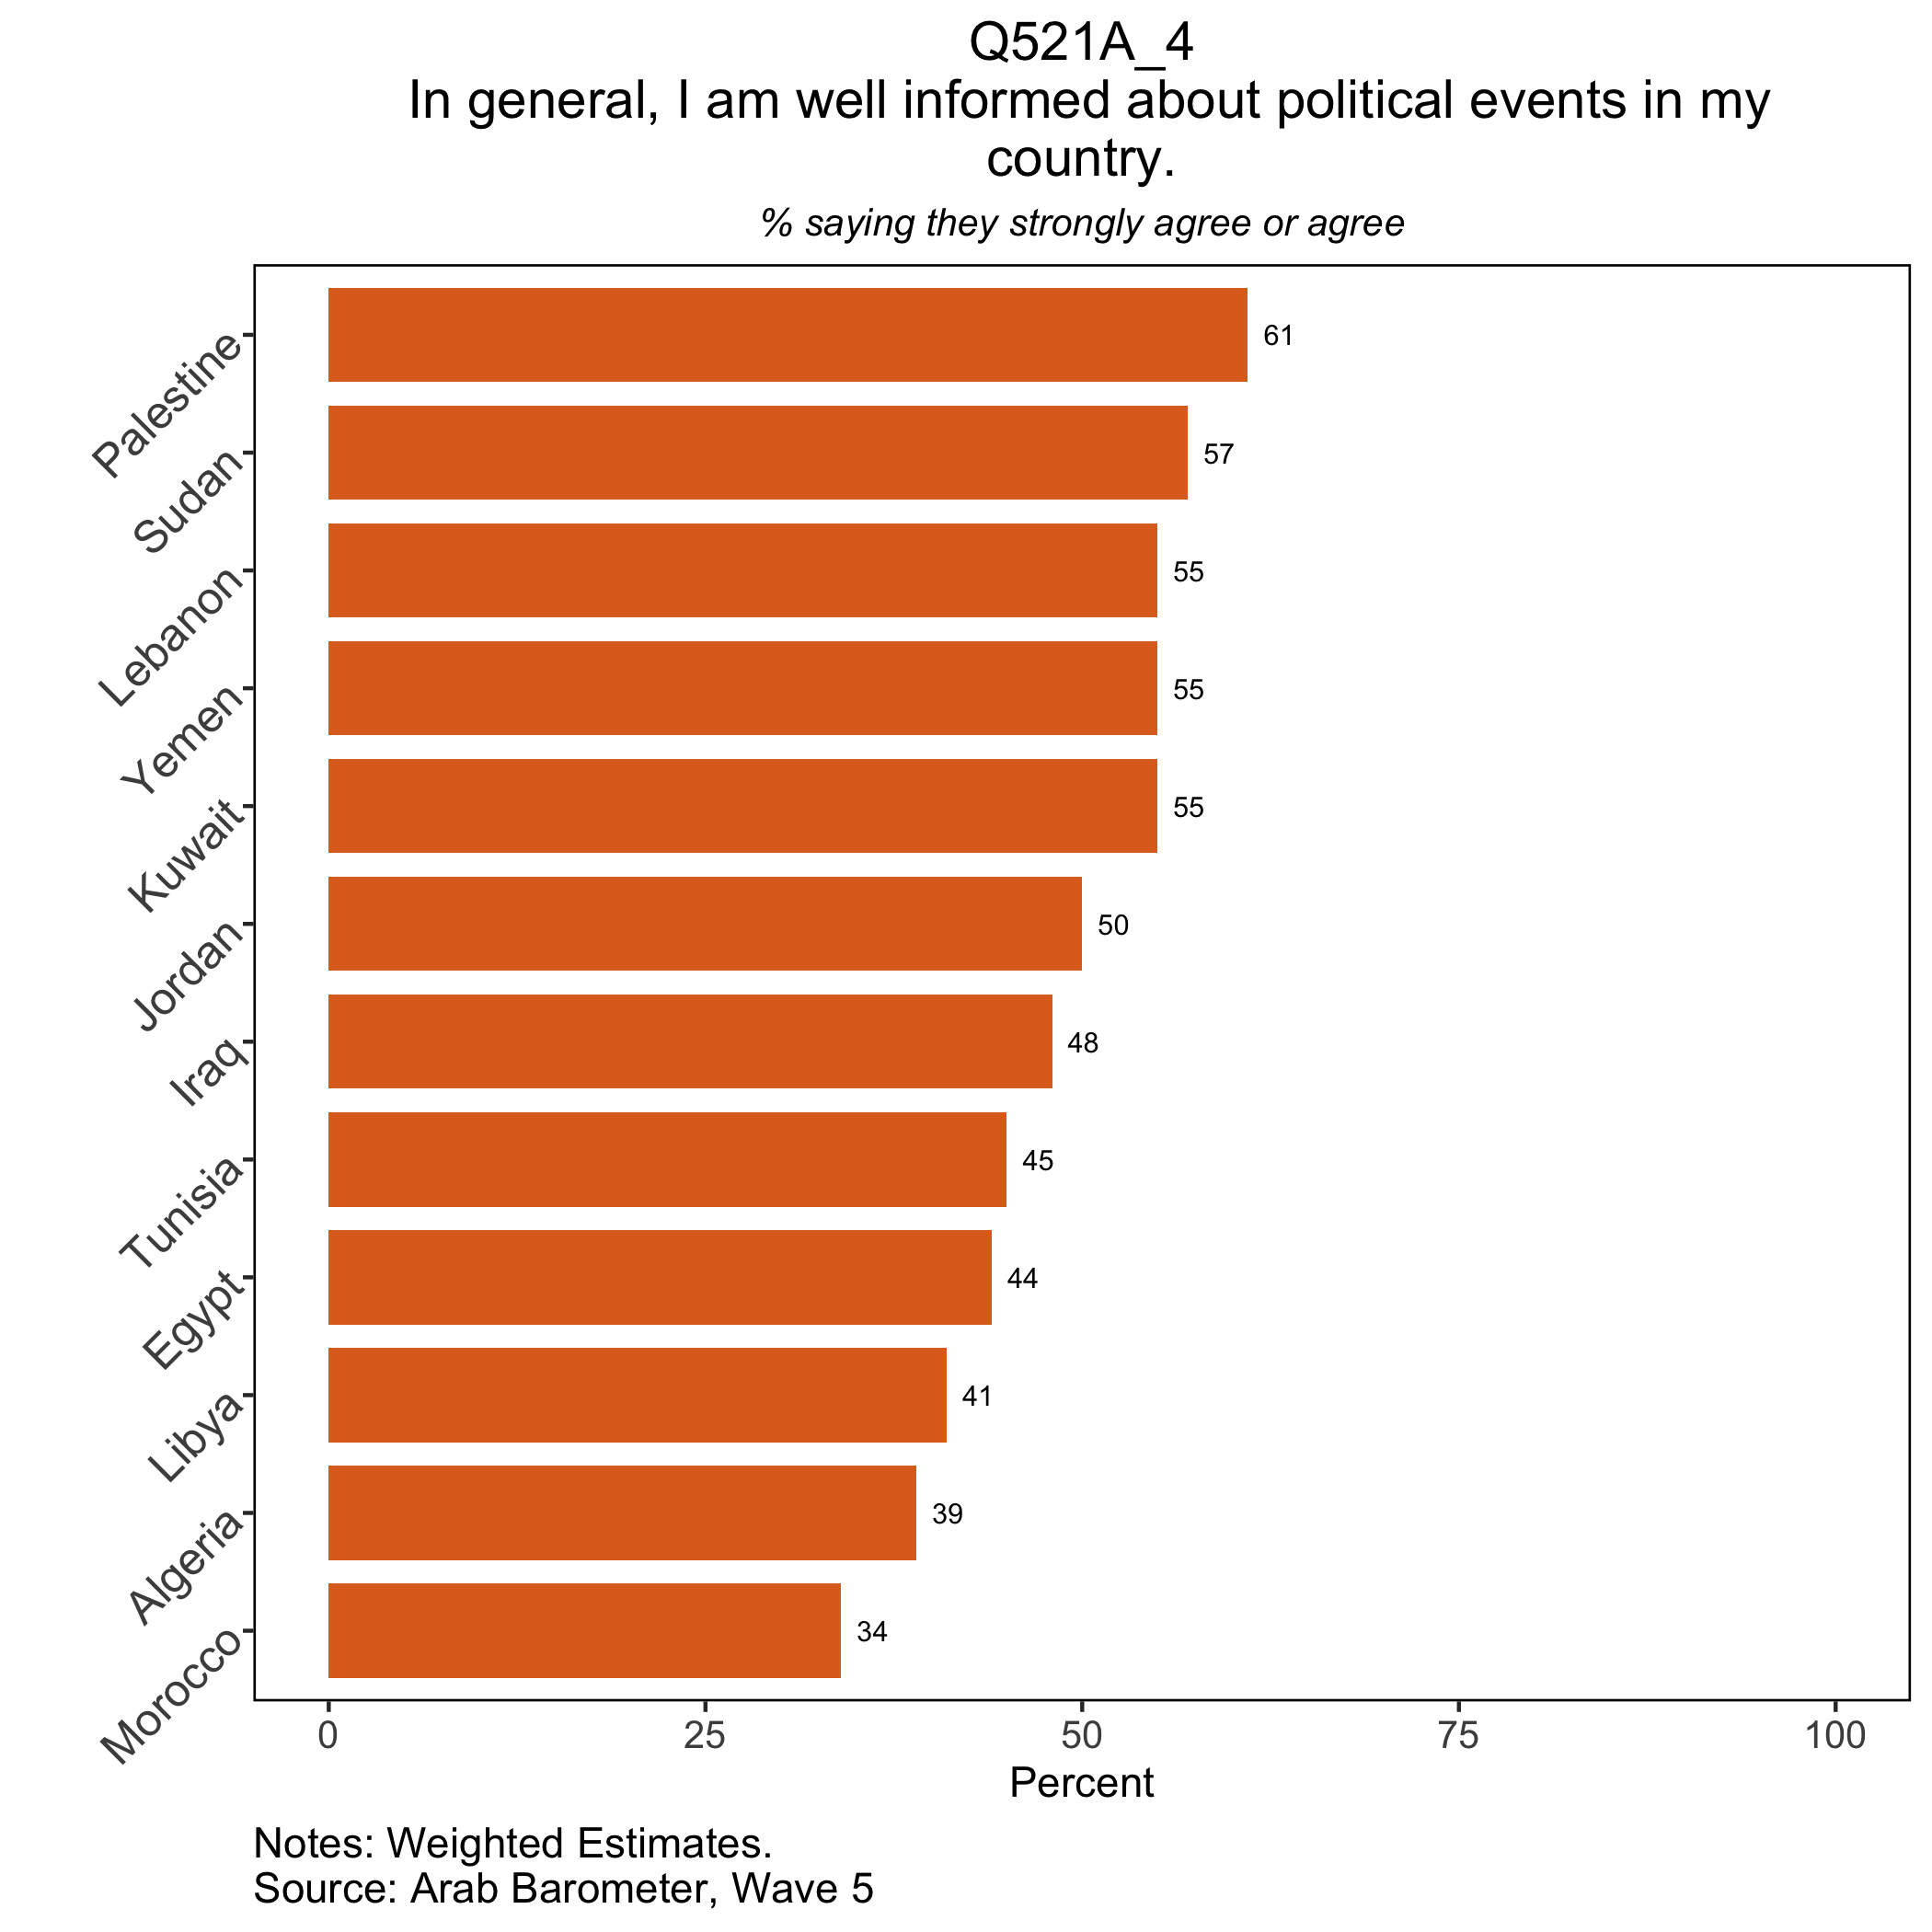 Q521A_4
In general, I am well informed about political events in my
country.
% saying they strongly agree or agree
Palestine 61
Sudan 57
Lebanon 55
Yemen 55
Kuwait 55
Jordan 50
Iraq 48
Tunisia 45
Egypt 44
Libya 41
Algeria 39
Morocco 34
0 25 50 75 100
Percent
Notes: Weighted Estimates.
Source: Arab Barometer, Wave 5